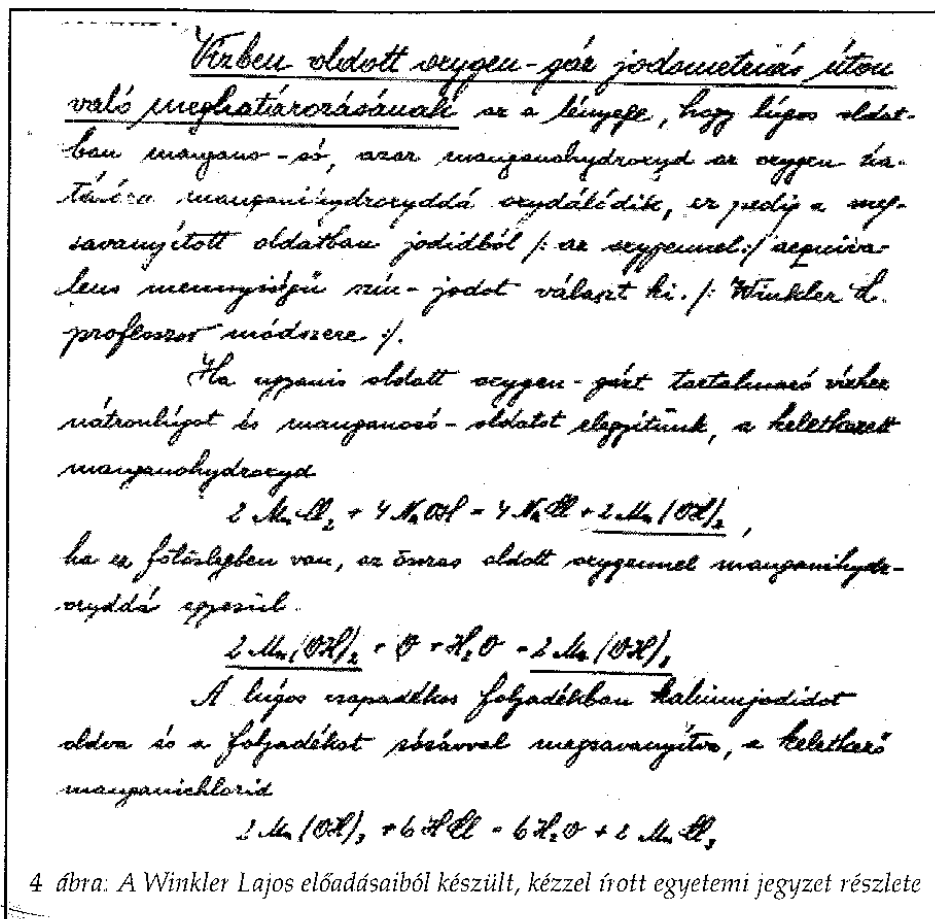 Vízben oldott oxygen-gáz jodometriás úton
való meghatározásának az a lényege, hogy lúgos oldat-
ban mangano-só, azaz manganohydroxyd az oxygen ha-
tására manganihydroxyddá oxydálódik, ez pedig a meg-
savanyított oldatban jodidból /: az oxygennel :/ aequiva-
lens mennyiségű szín-jodot választ ki. /: Winkler L.
professzor módszere :/.
Ha ugyanis oldott oxygen-gázt tartalmazó vízhez
nátronlúgot és manganosó-oldatot elegyítünk, a keletkezett
manganohydroxyd
2 MnCl₂ + 4 NaOH = 4 NaCl + 2 Mn(OH)₂,
ha ez fölöslegben van, az összes oldott oxygennel manganihydr-
oxyddá egyesül.
2 Mn(OH)₂ + O + H₂O = 2 Mn(OH)₃
A lúgos csapadékos folyadékban kaliumjodidot
oldva és a folyadékot sósavval megsavanyítva, a keletkező
manganichlorid
2 Mn(OH)₃ + 6 HCl = 6 H₂O + 2 MnCl₃
4 ábra: A Winkler Lajos előadásaiból készült, kézzel írott egyetemi jegyzet részlete